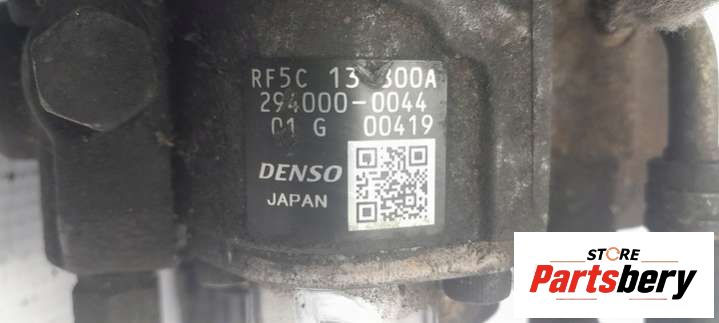 RF5C 13 800A
294000-0044
01 G 00419
DENSO
JAPAN
STORE
Partsbery